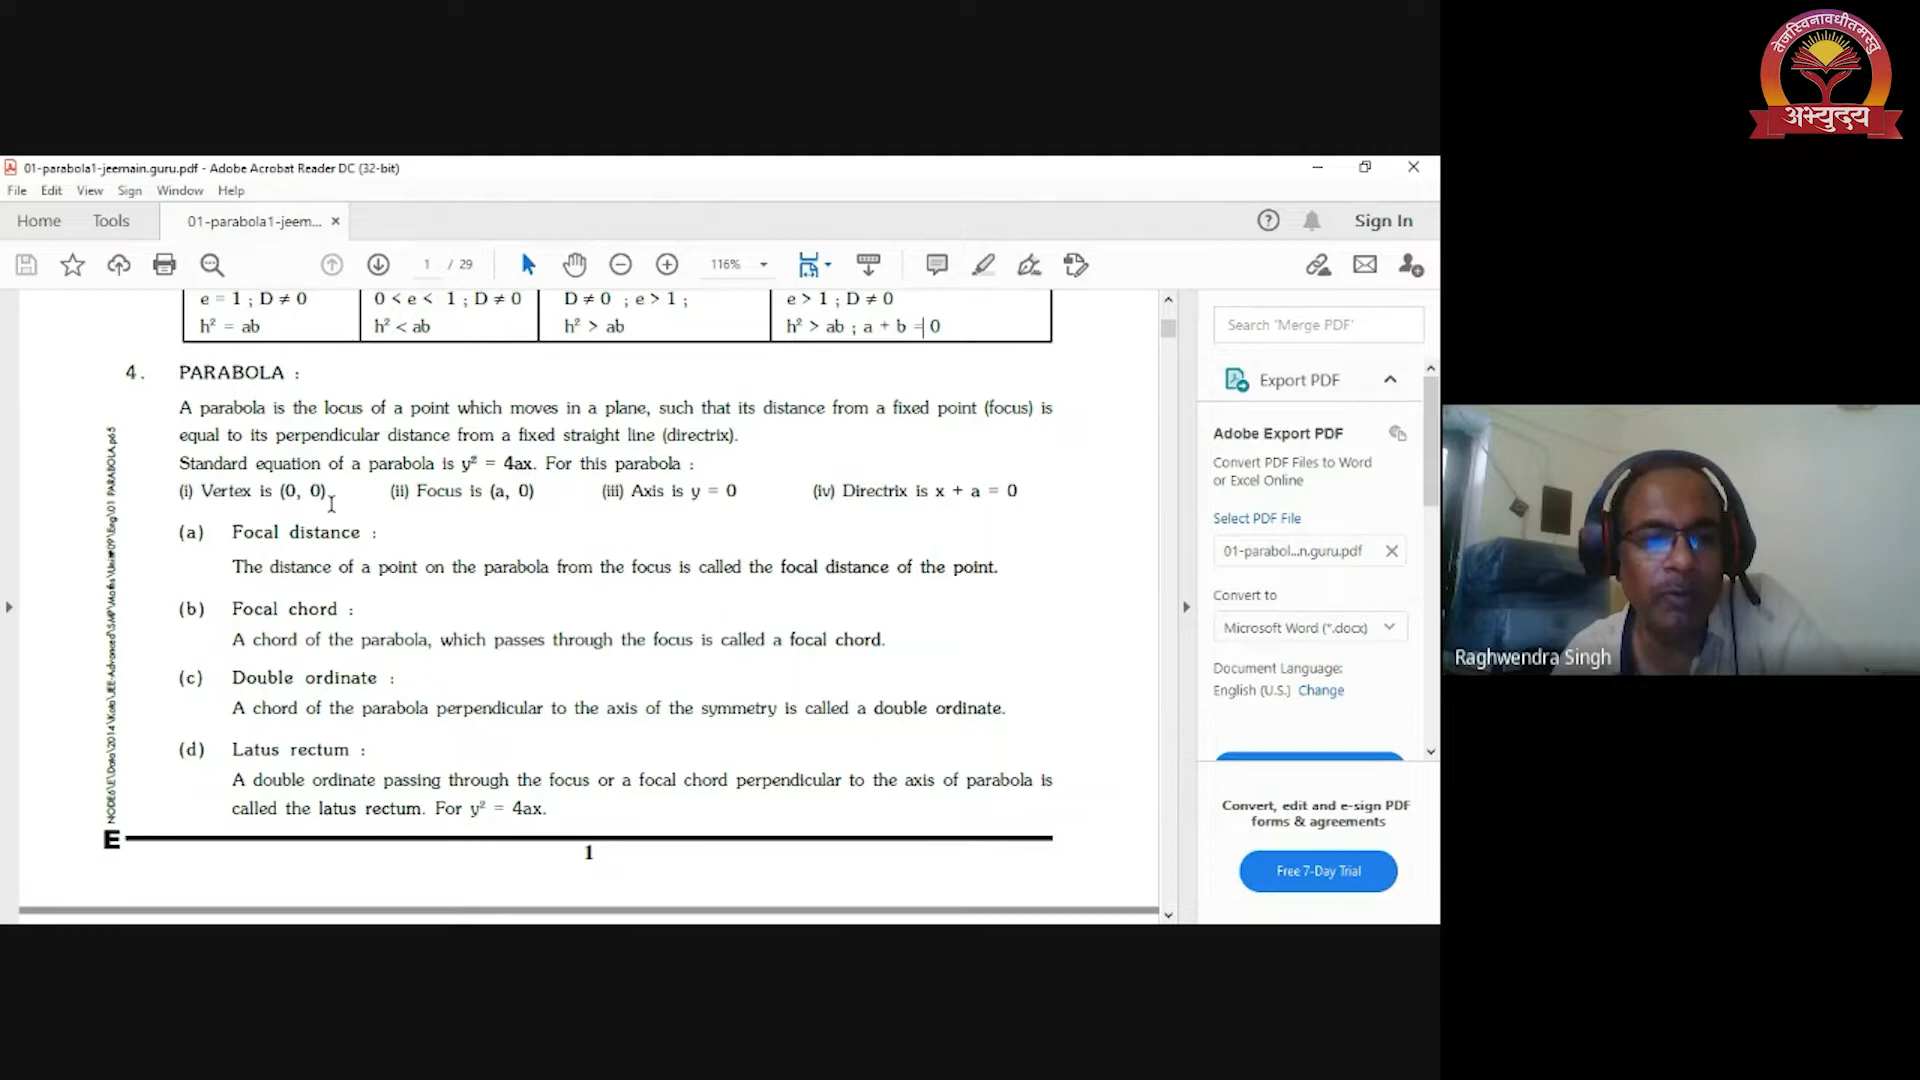 तेजस्विनावधीतमस्तु
अभ्युदय
01-parabola1-jeemain.guru.pdf - Adobe Acrobat Reader DC (32-bit)
File Edit View Sign Window Help
Home Tools 01-parabola1-jeem... × Sign In
1 / 29 116%
e = 1 ; D ≠ 0 0 < e < 1 ; D ≠ 0 D ≠ 0 ; e > 1 ; e > 1 ; D ≠ 0
h² = ab h² < ab h² > ab h² > ab ; a + b = 0
4. PARABOLA :
A parabola is the locus of a point which moves in a plane, such that its distance from a fixed point (focus) is
equal to its perpendicular distance from a fixed straight line (directrix).
Standard equation of a parabola is y² = 4ax. For this parabola :
(i) Vertex is (0, 0) (ii) Focus is (a, 0) (iii) Axis is y = 0 (iv) Directrix is x + a = 0
(a) Focal distance :
The distance of a point on the parabola from the focus is called the focal distance of the point.
(b) Focal chord :
A chord of the parabola, which passes through the focus is called a focal chord.
(c) Double ordinate :
A chord of the parabola perpendicular to the axis of the symmetry is called a double ordinate.
(d) Latus rectum :
A double ordinate passing through the focus or a focal chord perpendicular to the axis of parabola is
called the latus rectum. For y² = 4ax.
E
1
Search 'Merge PDF'
Export PDF
Adobe Export PDF
Convert PDF Files to Word
or Excel Online
Select PDF File
01-parabol...n.guru.pdf
Convert to
Microsoft Word (*.docx)
Document Language:
English (U.S.) Change
Convert, edit and e-sign PDF
forms & agreements
Free 7-Day Trial
Raghwendra Singh